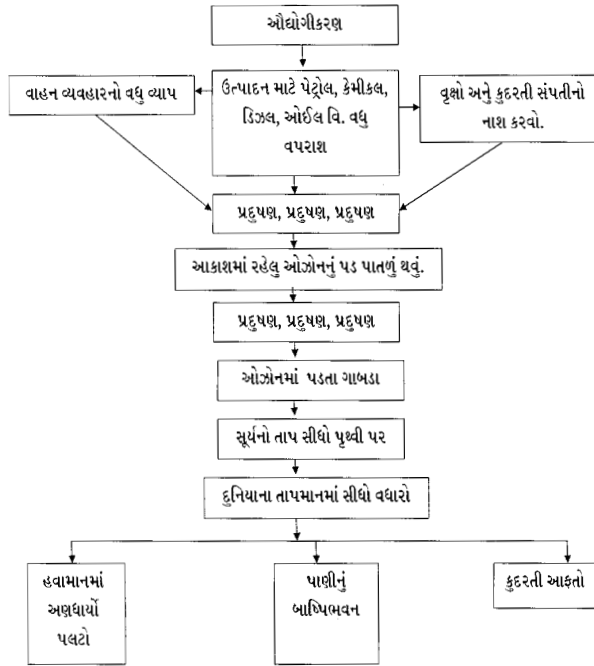 ઔદ્યોગીકરણ
વાહન વ્યવહારનો વધુ વ્યાપ
ઉત્પાદન માટે પેટ્રોલ, કેમીકલ,
ડિઝલ, ઓઈલ વિ. વધુ
વપરાશ
વૃક્ષો અનુે કુદરતી સંપતીનો
નાશ કરવો.
પ્રદુષણ, પ્રદુષણ, પ્રદુષણ
આકાશમાં રહેલુ ઓઝોનનું પડ પાતળું થવું.
પ્રદુષણ, પ્રદુષણ, પ્રદુષણ
ઓઝોનમાં પડતા ગાબડા
સૂર્યનો તાપ સીધો પૃથ્વી પર
દુનિયાના તાપમાનમાં સીધો વધારો
હવામાનમાં
અણધાર્યો
પલટો
પાણીનું
બાષ્પિભવન
કુદરતી આફતો